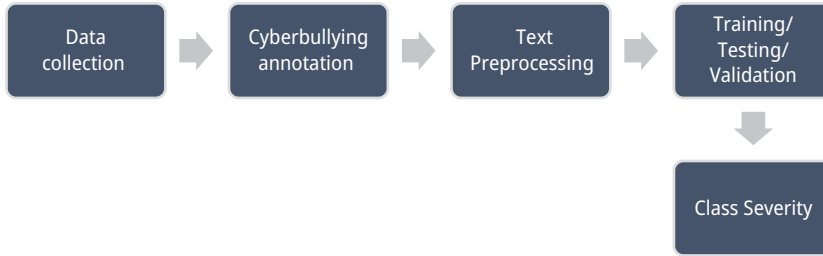 Data
collection
Cyberbullying
annotation
Text
Preprocessing
Training/
Testing/
Validation
Class Severity